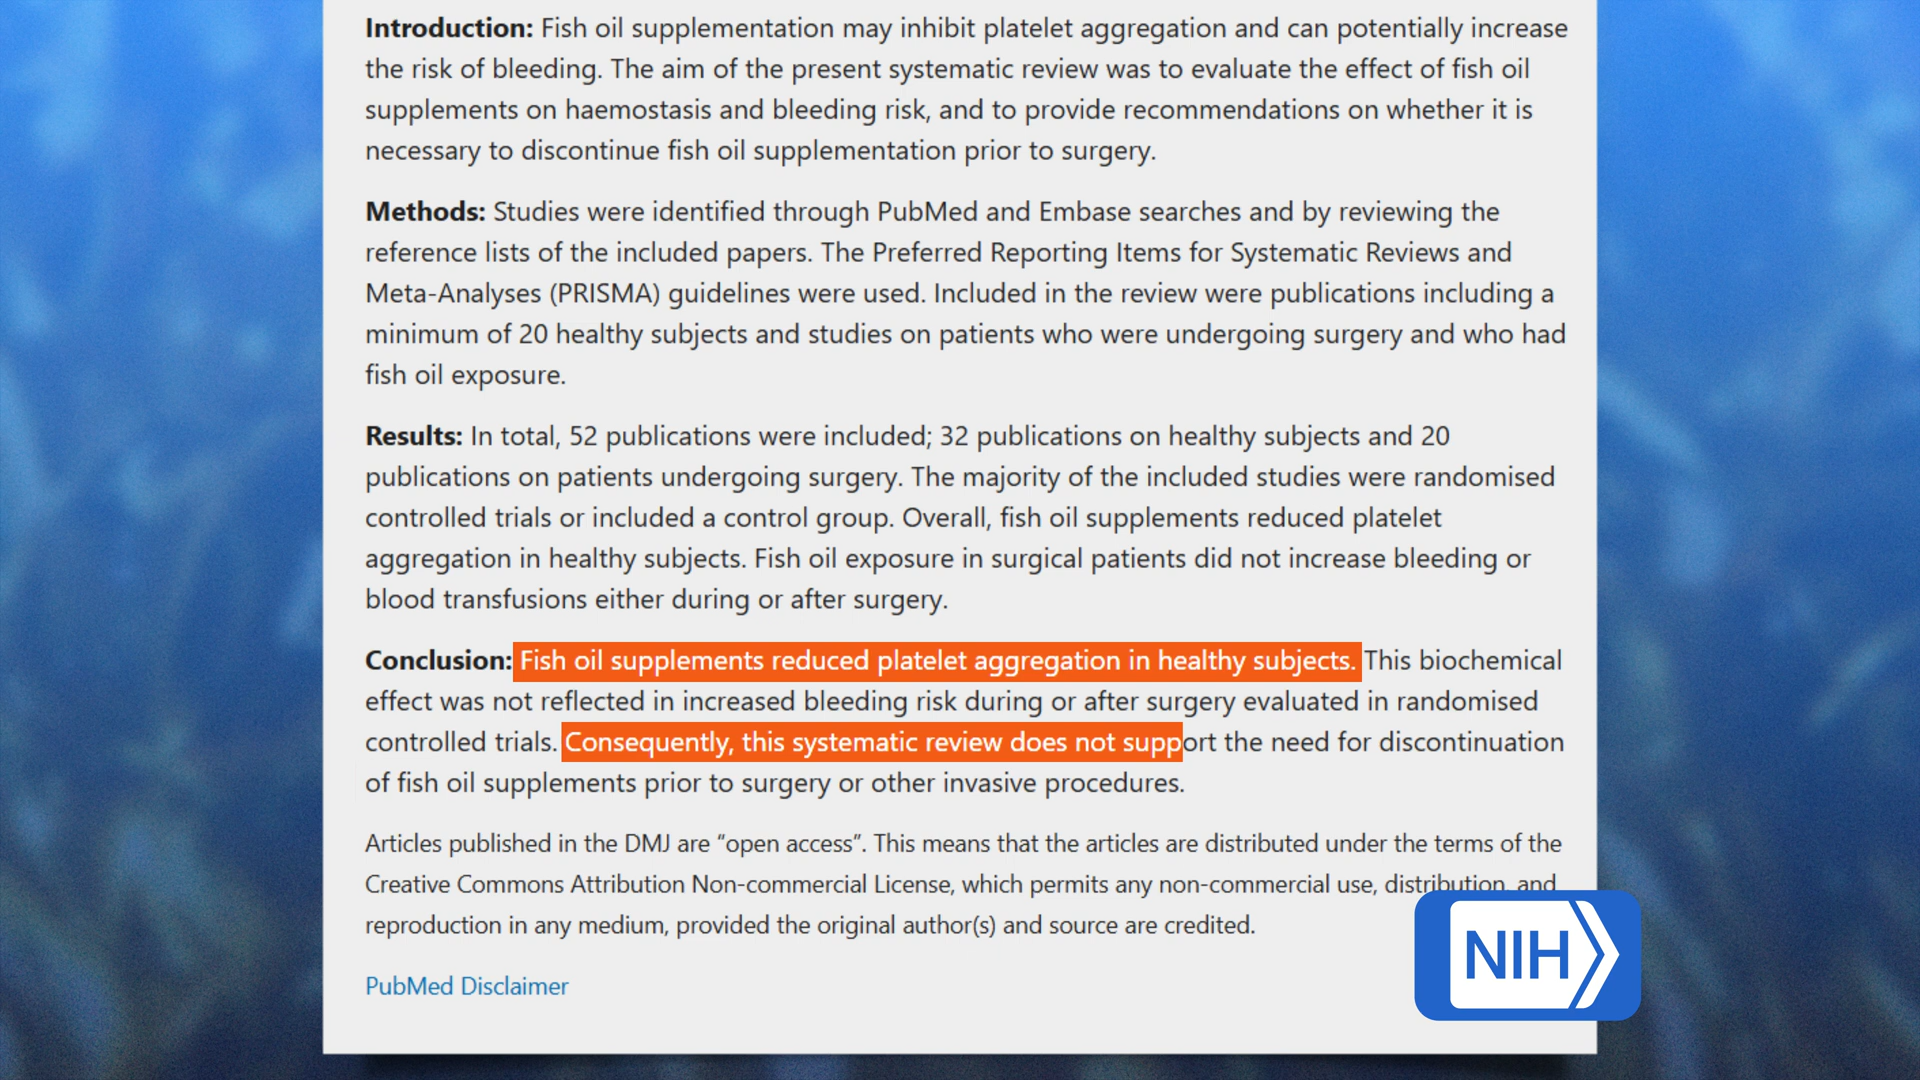 Introduction: Fish oil supplementation may inhibit platelet aggregation and can potentially increase
the risk of bleeding. The aim of the present systematic review was to evaluate the effect of fish oil
supplements on haemostasis and bleeding risk, and to provide recommendations on whether it is
necessary to discontinue fish oil supplementation prior to surgery.
Methods: Studies were identified through PubMed and Embase searches and by reviewing the
reference lists of the included papers. The Preferred Reporting Items for Systematic Reviews and
Meta-Analyses (PRISMA) guidelines were used. Included in the review were publications including a
minimum of 20 healthy subjects and studies on patients who were undergoing surgery and who had
fish oil exposure.
Results: In total, 52 publications were included; 32 publications on healthy subjects and 20
publications on patients undergoing surgery. The majority of the included studies were randomised
controlled trials or included a control group. Overall, fish oil supplements reduced platelet
aggregation in healthy subjects. Fish oil exposure in surgical patients did not increase bleeding or
blood transfusions either during or after surgery.
Conclusion: Fish oil supplements reduced platelet aggregation in healthy subjects. This biochemical
effect was not reflected in increased bleeding risk during or after surgery evaluated in randomised
controlled trials. Consequently, this systematic review does not support the need for discontinuation
of fish oil supplements prior to surgery or other invasive procedures.
Articles published in the DMJ are “open access”. This means that the articles are distributed under the terms of the
Creative Commons Attribution Non-commercial License, which permits any non-commercial use, distribution, and
reproduction in any medium, provided the original author(s) and source are credited.
PubMed Disclaimer
NIH